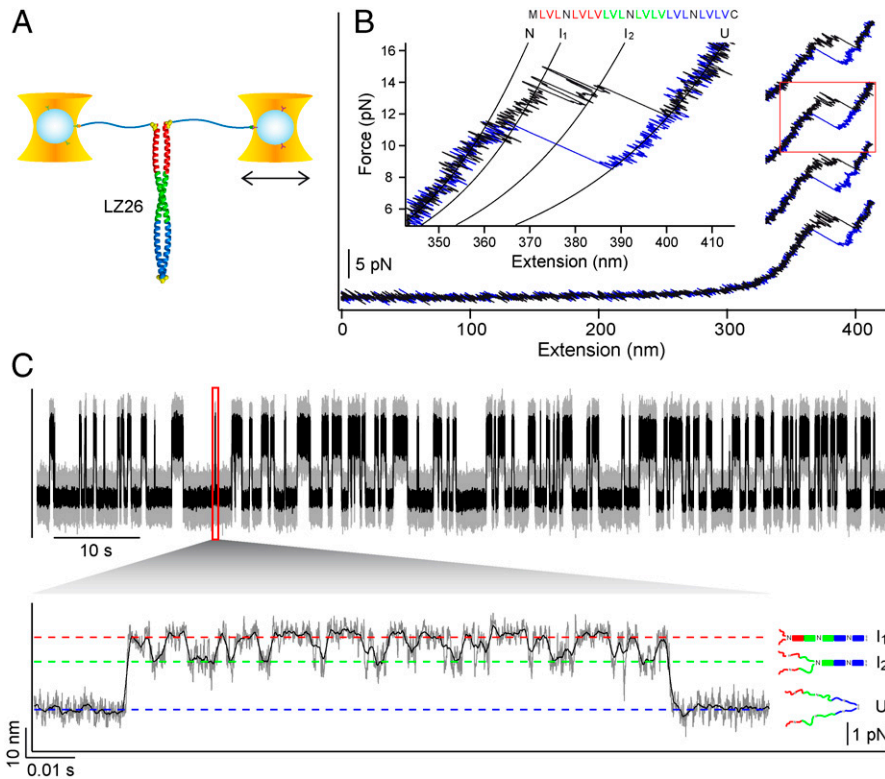 A
LZ26
B
MLVLNLVLVLVLNLVLVLVLNLVLVC
N I₁ I₂ U
16
14
12
10
8
6
Force (pN)
350 360 370 380 390 400 410
Extension (nm)
5 pN
0 100 200 300 400
Extension (nm)
C
10 s
N N N I₁
N N I₂
U
10 nm
1 pN
0.01 s